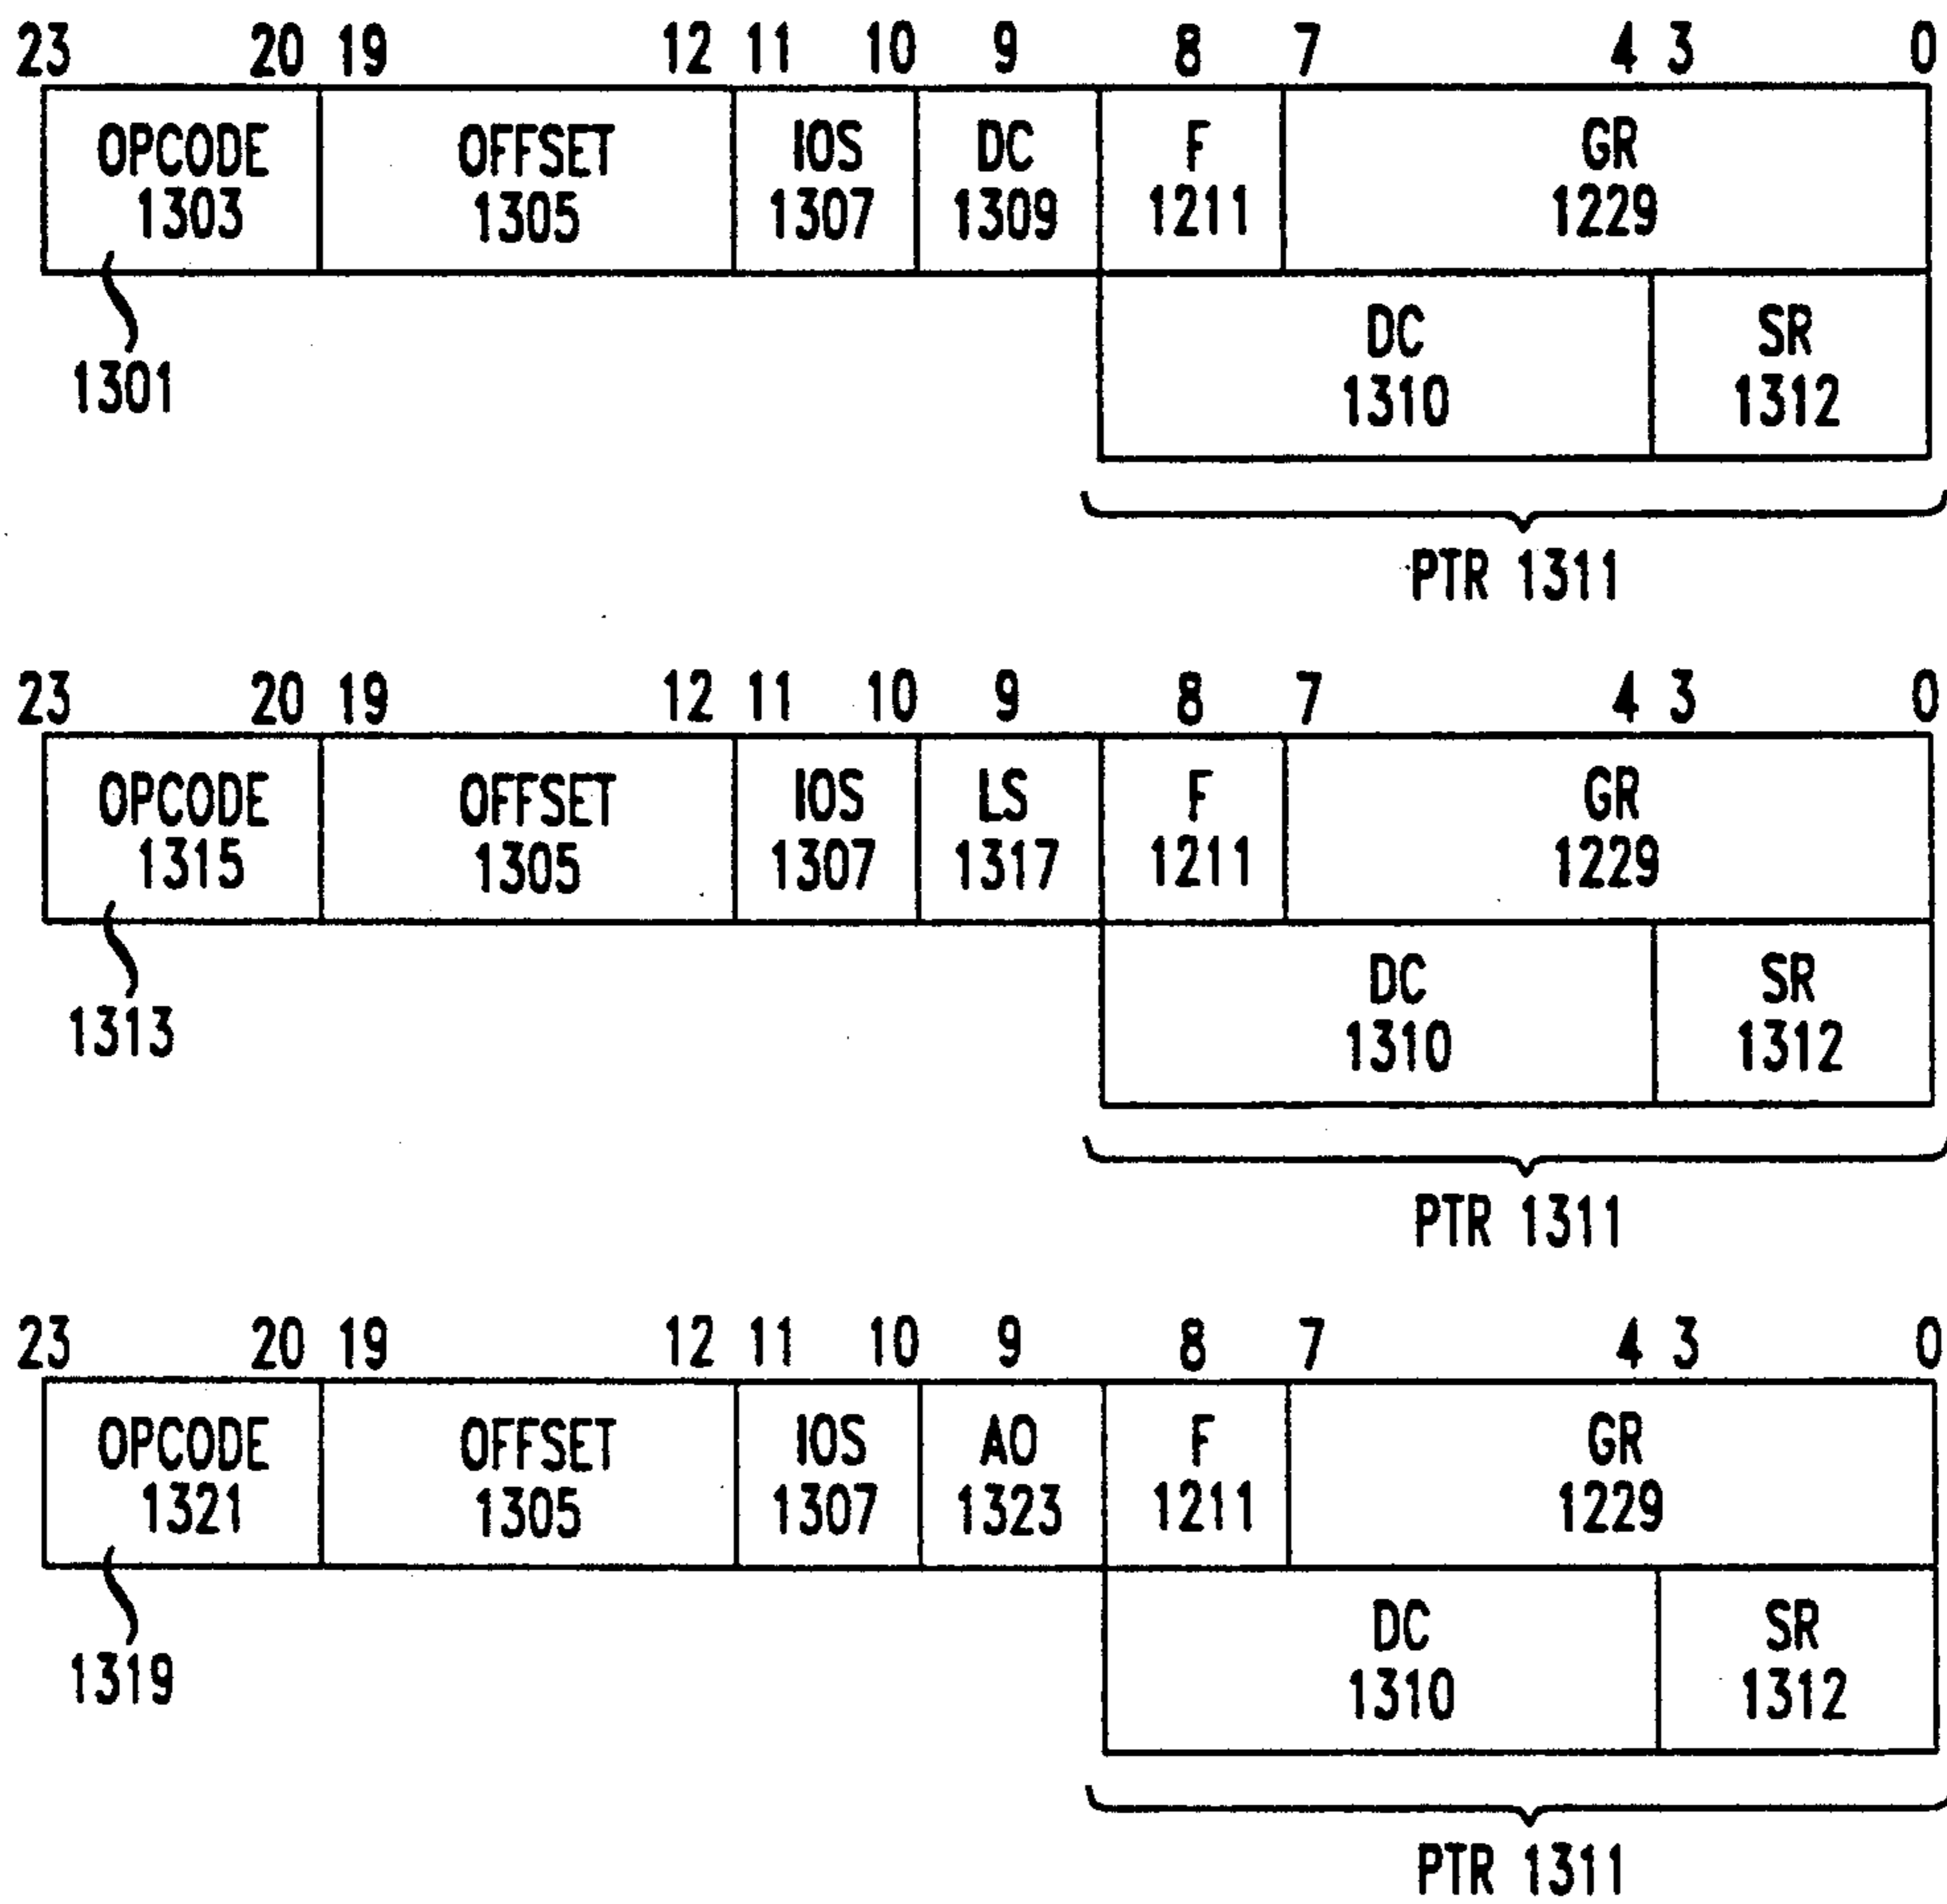 23 20 19 12 11 10 9 8 7 4 3 0
OPCODE OFFSET IOS DC F GR
1303 1305 1307 1309 1211 1229
DC SR
1310 1312
1301
PTR 1311
23 20 19 12 11 10 9 8 7 4 3 0
OPCODE OFFSET IOS LS F GR
1315 1305 1307 1317 1211 1229
DC SR
1310 1312
1313
PTR 1311
23 20 19 12 11 10 9 8 7 4 3 0
OPCODE OFFSET IOS AO F GR
1321 1305 1307 1323 1211 1229
DC SR
1310 1312
1319
PTR 1311